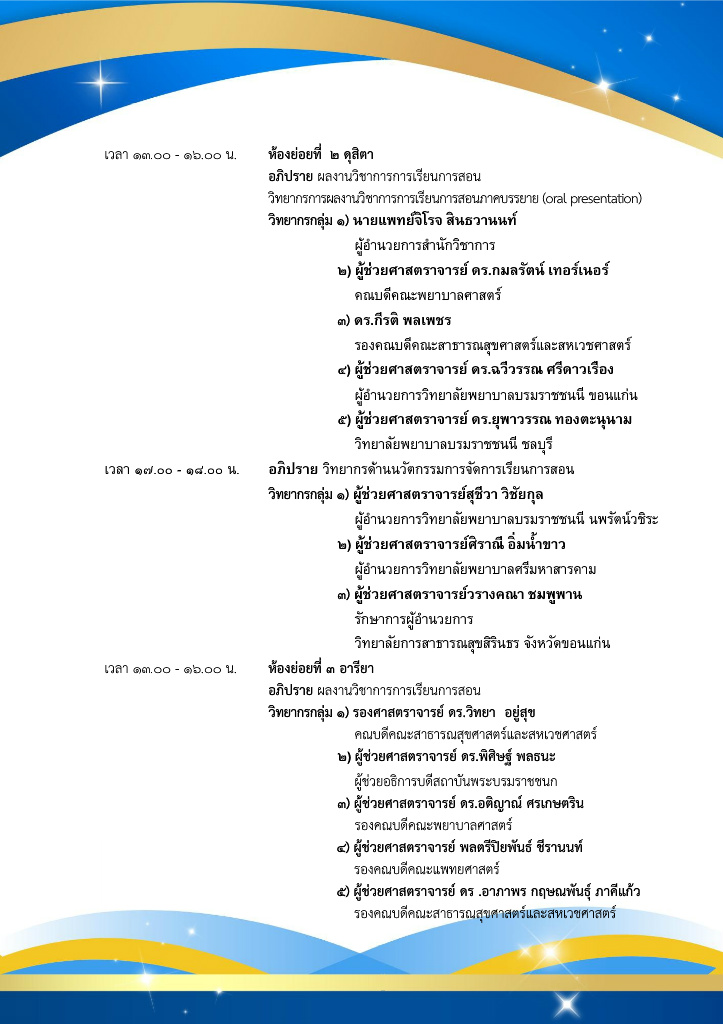 เวลา ๑๓.๐๐ - ๑๖.๐๐ น. ห้องย่อยที่ ๒ ดุสิตา
อภิปราย ผลงานวิชาการการเรียนการสอน
วิทยากรการผลงานวิชาการการเรียนการสอนภาคบรรยาย (oral presentation)
วิทยากรกลุ่ม ๑) นายแพทย์จิโรจ สินธวานนท์
ผู้อำนวยการสำนักวิชาการ
๒) ผู้ช่วยศาสตราจารย์ ดร.กมลรัตน์ เทอร์เนอร์
คณบดีคณะพยาบาลศาสตร์
๓) ดร.กีรติ พลเพชร
รองคณบดีคณะสาธารณสุขศาสตร์และสหเวชศาสตร์
๔) ผู้ช่วยศาสตราจารย์ ดร.ฉวีวรรณ ศรีดาวเรือง
ผู้อำนวยการวิทยาลัยพยาบาลบรมราชชนนี ขอนแก่น
๕) ผู้ช่วยศาสตราจารย์ ดร.ยุพาวรรณ ทองตะนุนาม
วิทยาลัยพยาบาลบรมราชชนนี ชลบุรี
เวลา ๑๗.๐๐ - ๑๘.๐๐ น. อภิปราย วิทยากรด้านนวัตกรรมการจัดการเรียนการสอน
วิทยากรกลุ่ม ๑) ผู้ช่วยศาสตราจารย์สุชีวา วิชัยกุล
ผู้อำนวยการวิทยาลัยพยาบาลบรมราชชนนี นพรัตน์วชิระ
๒) ผู้ช่วยศาสตราจารย์ศิราณี อิ่มน้ำขาว
ผู้อำนวยการวิทยาลัยพยาบาลศรีมหาสารคาม
๓) ผู้ช่วยศาสตราจารย์วรางคณา ชมพูพาน
รักษาการผู้อำนวยการ
วิทยาลัยการสาธารณสุขสิรินธร จังหวัดขอนแก่น
เวลา ๑๓.๐๐ - ๑๖.๐๐ น. ห้องย่อยที่ ๓ อารียา
อภิปราย ผลงานวิชาการการเรียนการสอน
วิทยากรกลุ่ม ๑) รองศาสตราจารย์ ดร.วิทยา อยู่สุข
คณบดีคณะสาธารณสุขศาสตร์และสหเวชศาสตร์
๒) ผู้ช่วยศาสตราจารย์ ดร.พิศิษฐ์ พลธนะ
ผู้ช่วยอธิการบดีสถาบันพระบรมราชชนก
๓) ผู้ช่วยศาสตราจารย์ ดร.อติญาณ์ ศรเกษตริน
รองคณบดีคณะพยาบาลศาสตร์
๔) ผู้ช่วยศาสตราจารย์ พลตรีปิยพันธ์ ชีรานนท์
รองคณบดีคณะแพทยศาสตร์
๕) ผู้ช่วยศาสตราจารย์ ดร .อาภาพร กฤษณพันธุ์ ภาคีแก้ว
รองคณบดีคณะสาธารณสุขศาสตร์และสหเวชศาสตร์